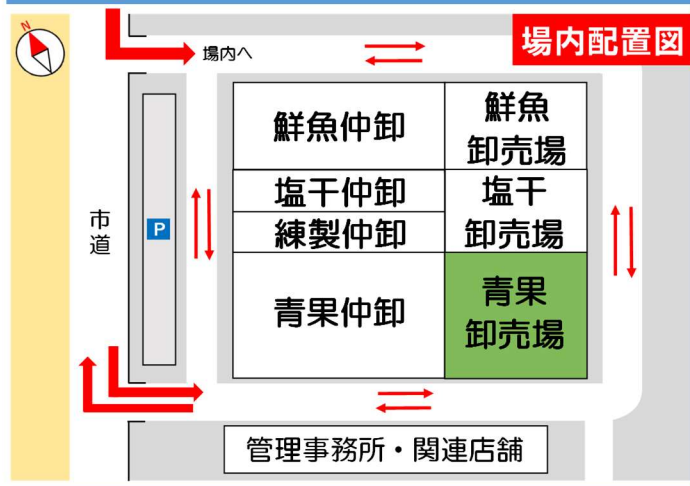 N
場内へ
場内配置図
鮮魚仲卸
鮮魚
卸売場
塩干仲卸
練製仲卸
塩干
卸売場
市道
P
青果仲卸
青果
卸売場
管理事務所・関連店舗